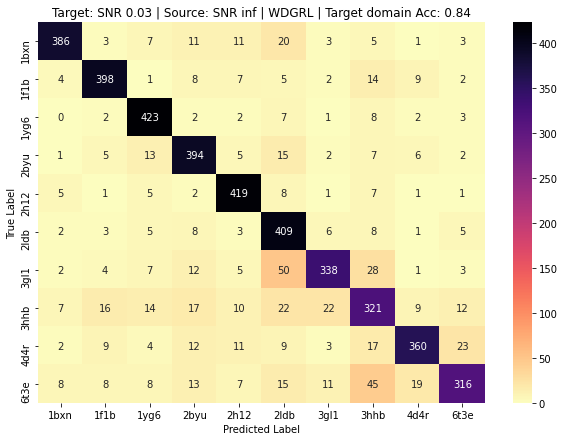 Target: SNR 0.03 | Source: SNR inf | WDGRL | Target domain Acc: 0.84
True Label
1bxn 386 3 7 11 11 20 3 5 1 3
1f1b 4 398 1 8 7 5 2 14 9 2
1yg6 0 2 423 2 2 7 1 8 2 3
2byu 1 5 13 394 5 15 2 7 6 2
2h12 5 1 5 2 419 8 1 7 1 1
2ldb 2 3 5 8 3 409 6 8 1 5
3gl1 2 4 7 12 5 50 338 28 1 3
3hhb 7 16 14 17 10 22 22 321 9 12
4d4r 2 9 4 12 11 9 3 17 360 23
6t3e 8 8 8 13 7 15 11 45 19 316
1bxn 1f1b 1yg6 2byu 2h12 2ldb 3gl1 3hhb 4d4r 6t3e
Predicted Label
400
350
300
250
200
150
100
50
0